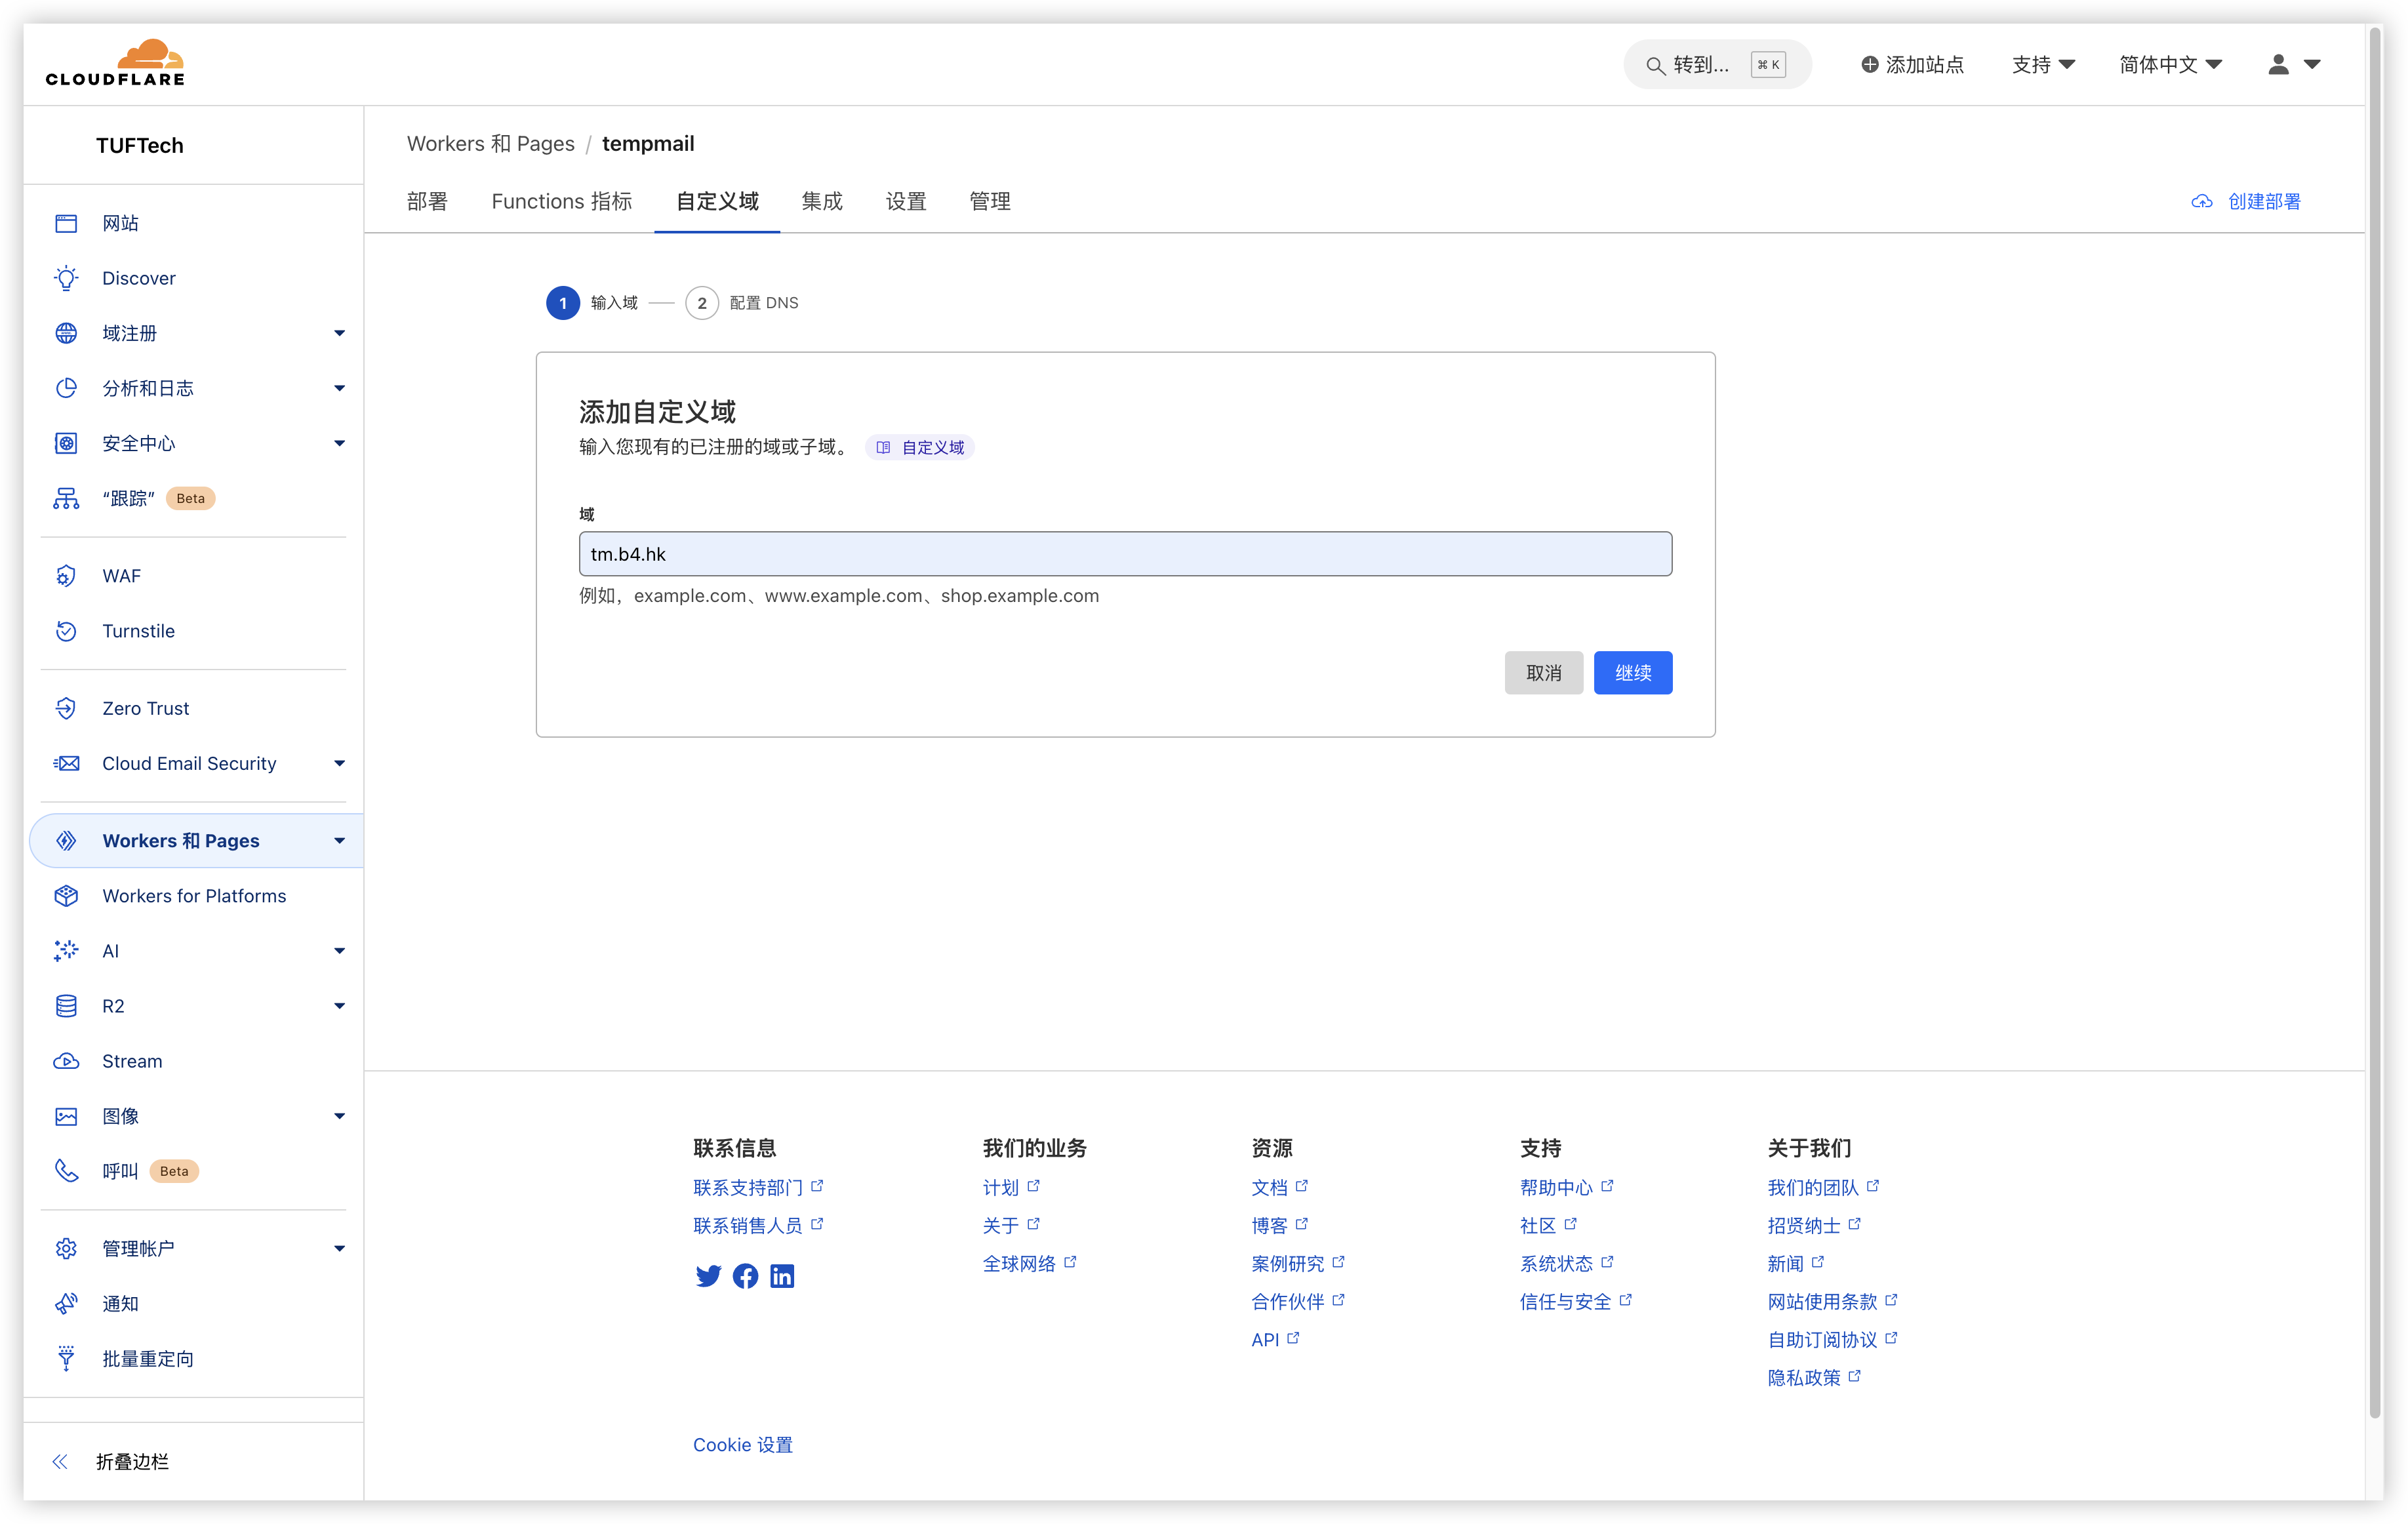 CLOUDFLARE
转到... ⌘ K
添加站点
支持
简体中文
TUFTech
网站
Discover
域注册
分析和日志
安全中心
“跟踪” Beta
WAF
Turnstile
Zero Trust
Cloud Email Security
Workers 和 Pages
Workers for Platforms
AI
R2
Stream
图像
呼叫 Beta
管理帐户
通知
批量重定向
折叠边栏
Workers 和 Pages / tempmail
部署 Functions 指标 自定义域 集成 设置 管理
创建部署
1 输入域 2 配置 DNS
添加自定义域
输入您现有的已注册的域或子域。 自定义域
域
tm.b4.hk
例如，example.com、www.example.com、shop.example.com
取消 继续
联系信息
联系支持部门
联系销售人员
我们的业务
计划
关于
全球网络
资源
文档
博客
案例研究
合作伙伴
API
支持
帮助中心
社区
系统状态
信任与安全
关于我们
我们的团队
招贤纳士
新闻
网站使用条款
自助订阅协议
隐私政策
Cookie 设置